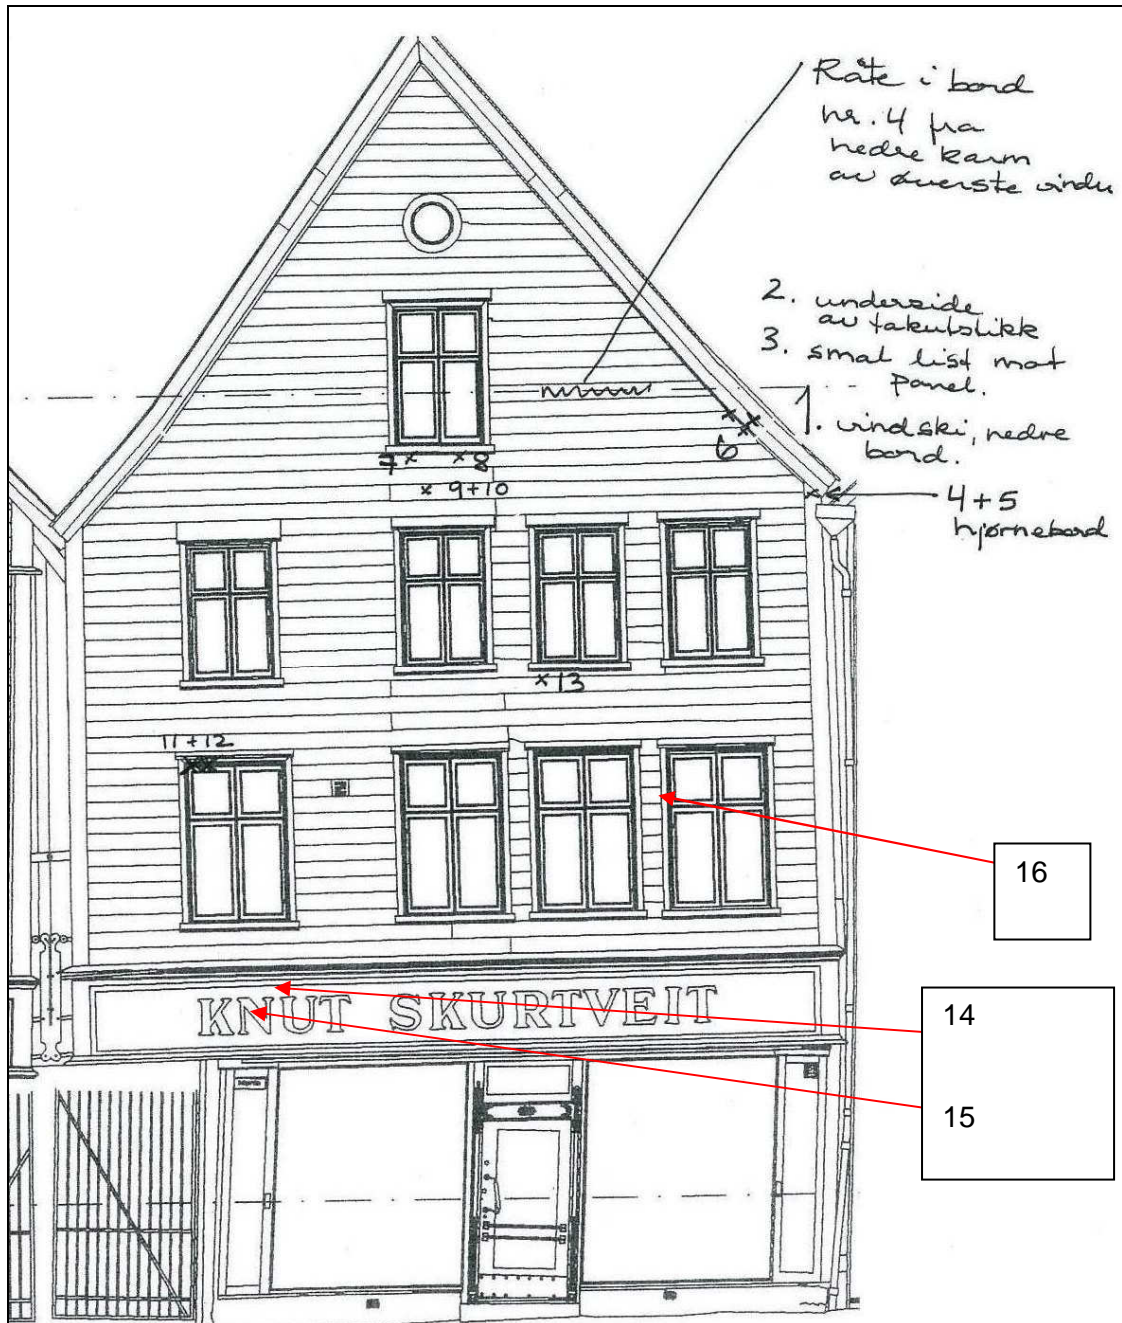 Råte i bord
nr. 4 fra
nedre karm
av øverste vindu
2. underside
av takutstikk
3. smal list mot
panel.
1. vindski, nedre
bord.
6
7 8
9+10
4+5
hjørnebord
13
11+12
16
KNUT SKURTVEIT
14
15